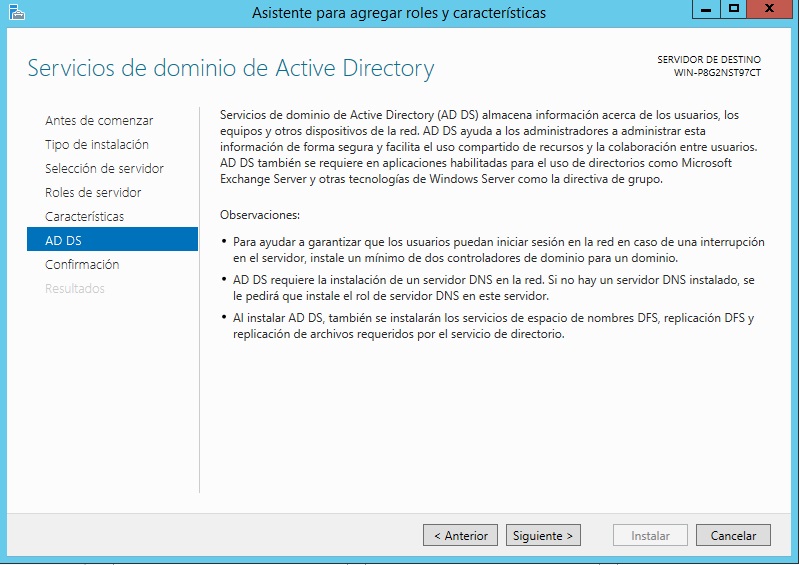 Asistente para agregar roles y características
Servicios de dominio de Active Directory
SERVIDOR DE DESTINO
WIN-P8G2NST97CT
Antes de comenzar
Tipo de instalación
Selección de servidor
Roles de servidor
Características
AD DS
Confirmación
Resultados
Servicios de dominio de Active Directory (AD DS) almacena información acerca de los usuarios, los
equipos y otros dispositivos de la red. AD DS ayuda a los administradores a administrar esta
información de forma segura y facilita el uso compartido de recursos y la colaboración entre usuarios.
AD DS también se requiere en aplicaciones habilitadas para el uso de directorios como Microsoft
Exchange Server y otras tecnologías de Windows Server como la directiva de grupo.
Observaciones:
• Para ayudar a garantizar que los usuarios puedan iniciar sesión en la red en caso de una interrupción
en el servidor, instale un mínimo de dos controladores de dominio para un dominio.
• AD DS requiere la instalación de un servidor DNS en la red. Si no hay un servidor DNS instalado, se
le pedirá que instale el rol de servidor DNS en este servidor.
• Al instalar AD DS, también se instalarán los servicios de espacio de nombres DFS, replicación DFS y
replicación de archivos requeridos por el servicio de directorio.
< Anterior
Siguiente >
Instalar
Cancelar